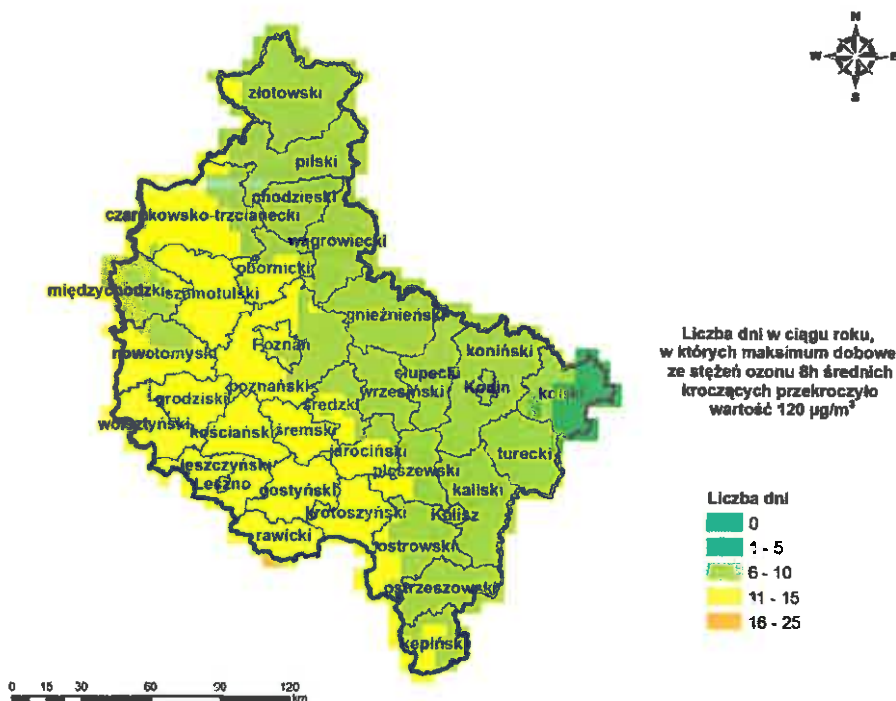 N
W E
S
złotowski
pilski
chodzieski
czarnkowsko-trzcianecki
wągrowiecki
obornicki
międzychodzki
szamotulski
gnieźnieński
nowotomyski
Poznań
koniński
słupecki
Konin
kolski
poznański
wrzesiński
grodziski
średzki
wolsztyński
kościański
śremski
jarociński
turecki
leszczyński
pleszewski
Leszno
gostyński
kaliski
krotoszyński
Kalisz
rawicki
ostrowski
ostrzeszowski
kępiński
Liczba dni w ciągu roku,
w których maksimum dobowe
ze stężeń ozonu 8h średnich
kroczących przekroczyło
wartość 120 µg/m³
Liczba dni
0
1 - 5
6 - 10
11 - 15
16 - 25
0 15 30 60 90 120
km